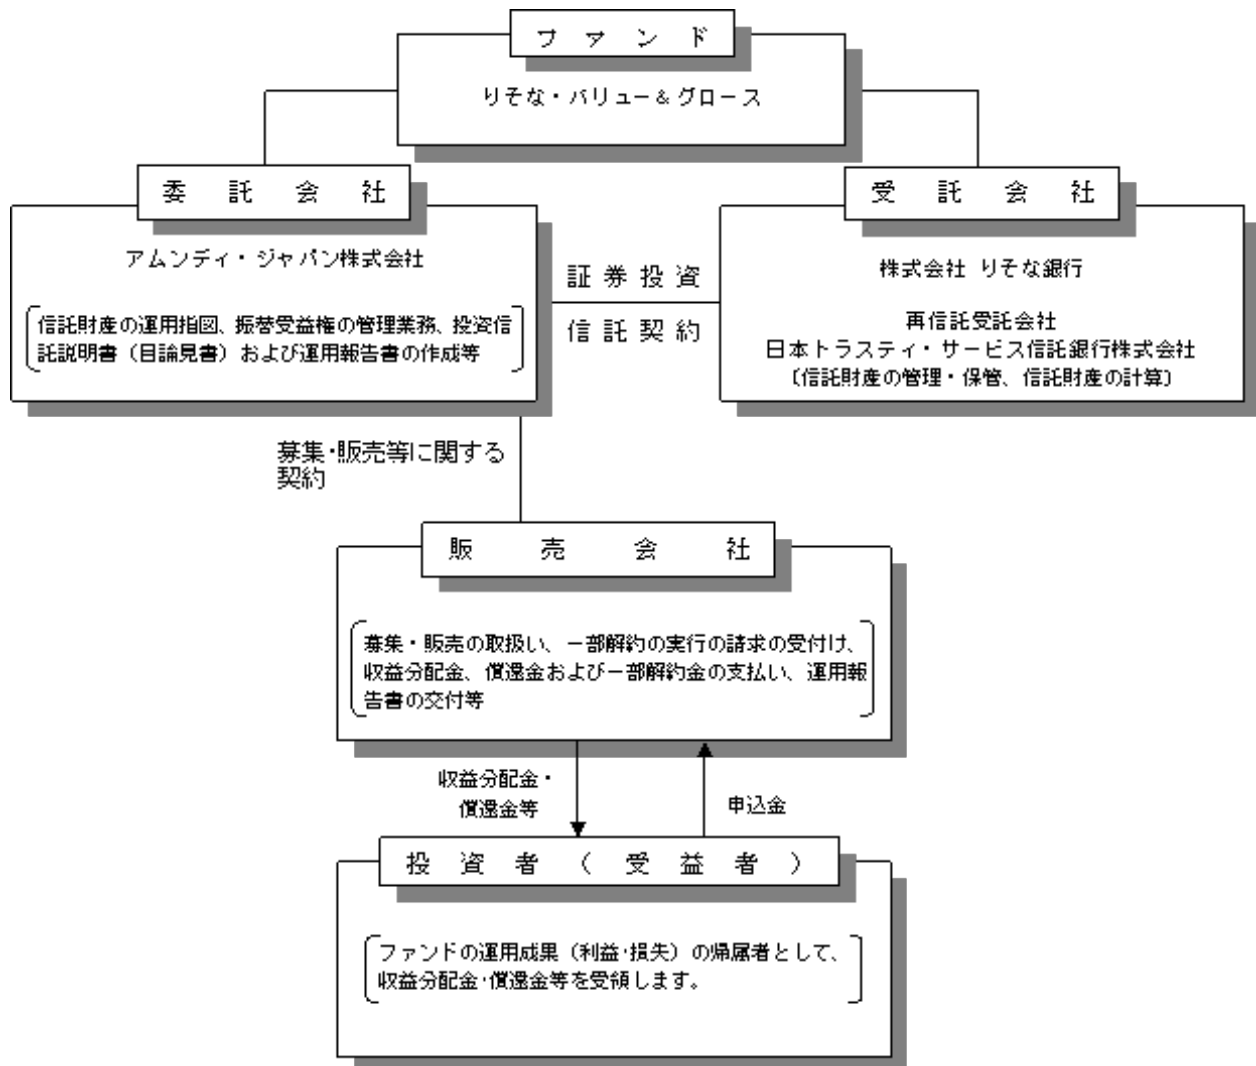 ファンド
りそな・バリュー＆グロース
委託会社
アムンディ・ジャパン株式会社
信託財産の運用指図、振替受益権の管理業務、投資信
託説明書（目論見書）および運用報告書の作成等
証券投資
信託契約
受託会社
株式会社 りそな銀行
再信託受託会社
日本トラスティ・サービス信託銀行株式会社
〔信託財産の管理・保管、信託財産の計算〕
募集・販売等に関する
契約
販売会社
募集・販売の取扱い、一部解約の実行の請求の受付け、
収益分配金、償還金および一部解約金の支払い、運用報
告書の交付等
収益分配金・
償還金等
申込金
投資者（受益者）
ファンドの運用成果（利益・損失）の帰属者として、
収益分配金・償還金等を受領します。